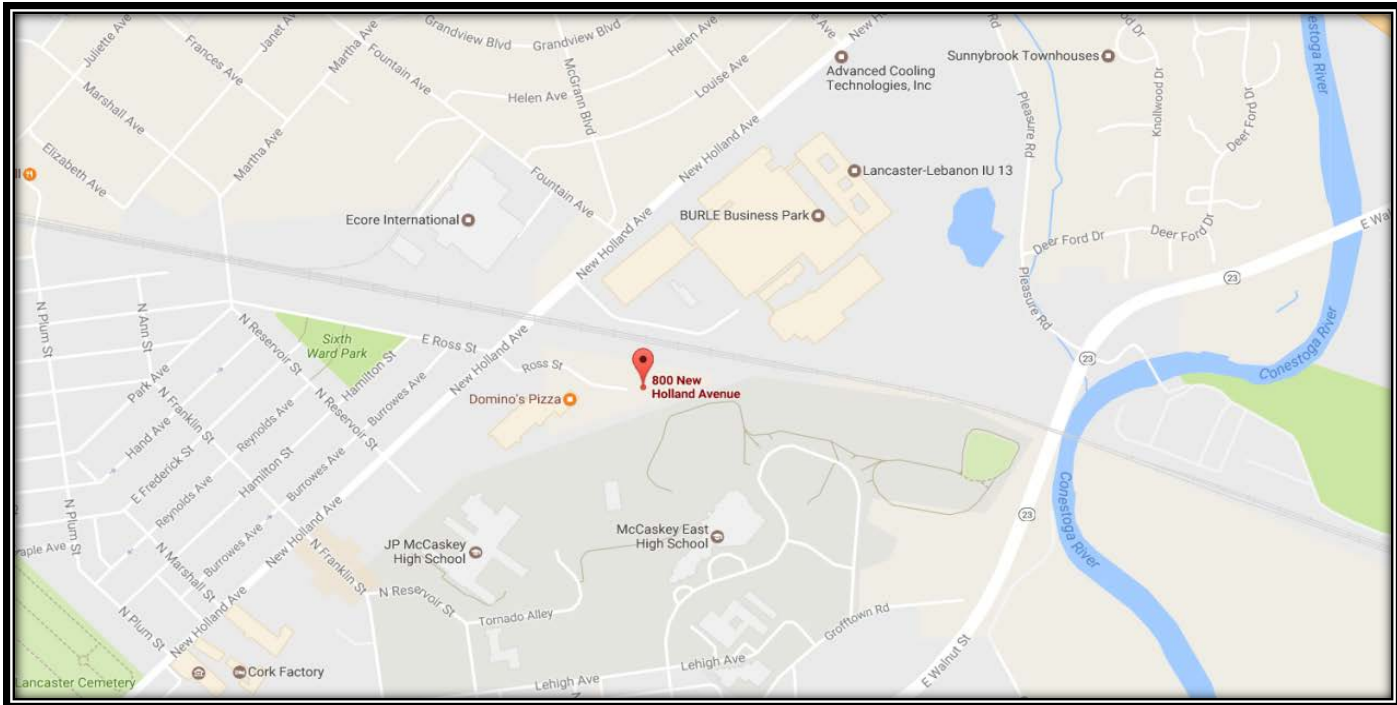 Juliette Ave
Frances Ave
Janet Ave
Martha Ave
Grandview Blvd
Grandview Blvd
Helen Ave
New Holland Ave
Rd
Sunnybrook Townhouses
Conestoga River
Fountain Ave
McGrann Blvd
Louise Ave
Advanced Cooling
Technologies, Inc
Knollwood Dr
Deer Ford Dr
Marshall Ave
Helen Ave
Pleasure Rd
Elizabeth Ave
Martha Ave
New Holland Ave
Lancaster-Lebanon IU 13
Fountain Ave
Ecore International
BURLE Business Park
New Holland Ave
Deer Ford Dr
Deer Ford Dr
23
Pleasure Rd
N Plum St
N Ann St
N Reservoir St
Sixth
Ward Park
E Ross St
New Holland Ave
Ross St
23
Conestoga River
Park Ave
Hamilton St
Burrowes Ave
800 New
Holland Avenue
Domino's Pizza
N Franklin St
Hand Ave
Reynolds Ave
N Reservoir St
E Frederick St
Hamilton St
Burrowes Ave
Reynolds Ave
N Plum St
New Holland Ave
23
Conestoga River
McCaskey East
High School
JP McCaskey
High School
Burrowes Ave
N Marshall St
N Franklin St
N Reservoir St
Tornado Alley
Grofftown Rd
N Plum St
New Holland Ave
E Walnut St
Lehigh Ave
Lehigh Ave
Cork Factory
Lancaster Cemetery